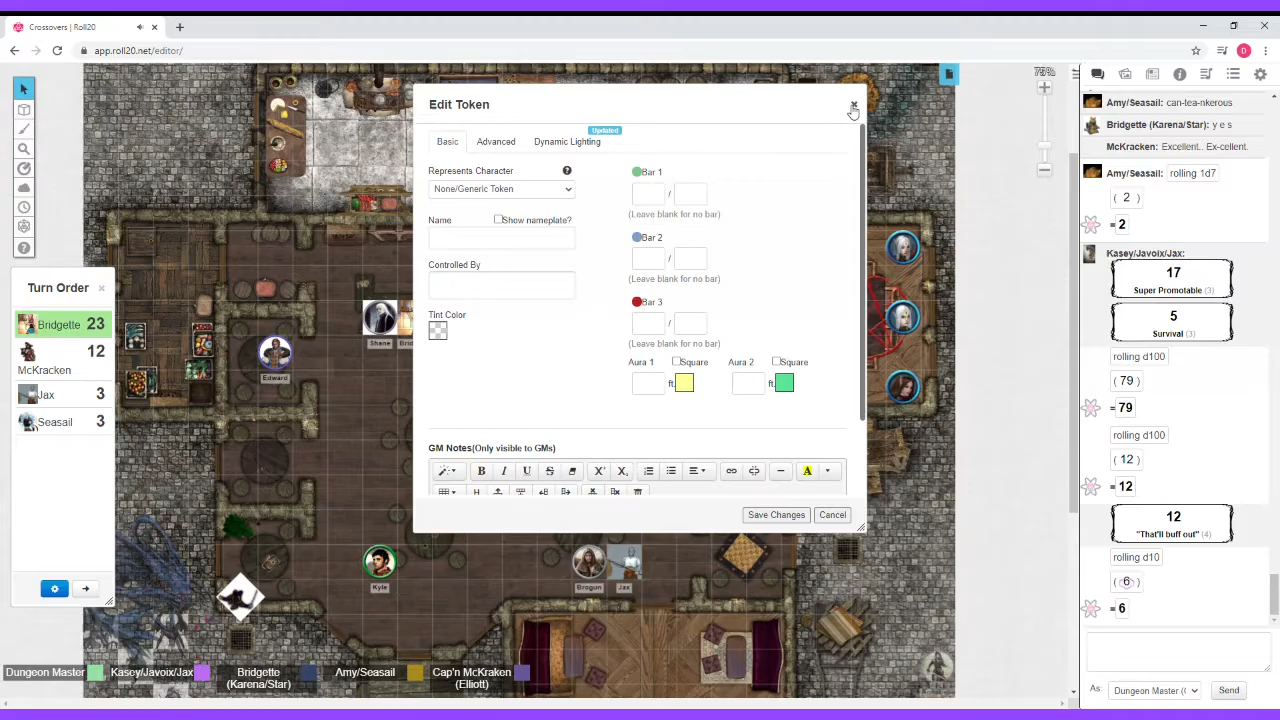 Crossovers | Roll20
app.roll20.net/editor/
D
79%
Edit Token
Updated
Basic
Advanced
Dynamic Lighting
Represents Character
None/Generic Token
Name
Show nameplate?
Controlled By
Tint Color
Bar 1
/
(Leave blank for no bar)
Bar 2
/
(Leave blank for no bar)
Bar 3
/
(Leave blank for no bar)
Aura 1
Square
Aura 2
Square
ft.
ft.
GM Notes(Only visible to GMs)
Save Changes
Cancel
Turn Order
Bridgette 23
12
McKracken
Jax 3
Seasail 3
Edward
Shane
Kyle
Brogun
Jax
Dungeon Master
Kasey/Javoix/Jax
Bridgette
(Karena/Star)
Amy/Seasail
Cap'n McKraken
(Elliott)
Amy/Seasail: can-tea-nkerous
Bridgette (Karena/Star): y e s
McKracken: Excellent.. Ex-cellent.
Amy/Seasail: rolling 1d7
( 2 )
= 2
Kasey/Javoix/Jax:
17
Super Promotable (3)
5
Survival (3)
rolling d100
( 79 )
= 79
rolling d100
( 12 )
= 12
12
"That'll buff out" (4)
rolling d10
( 6 )
= 6
As:
Dungeon Master (
Send